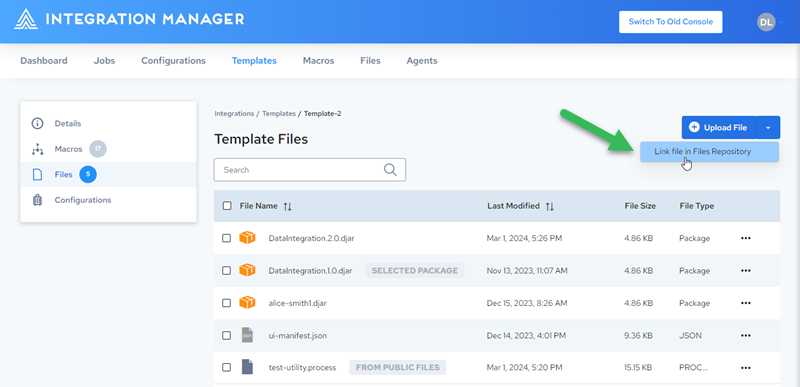 INTEGRATION MANAGER
Switch To Old Console
DL
Dashboard Jobs Configurations Templates Macros Files Agents
Details
Macros 17
Files 5
Configurations
Integrations / Templates / Template-2
Template Files
Upload File
Link file in Files Repository
Search
File Name Last Modified File Size File Type
DataIntegration.2.0.djar Mar 1, 2024, 5:26 PM 4.86 KB Package
DataIntegration.1.0.djar SELECTED PACKAGE Nov 13, 2023, 11:07 AM 4.86 KB Package
alice-smith1.djar Dec 15, 2023, 8:26 AM 4.86 KB Package
ui-manifest.json Dec 14, 2023, 4:01 PM 9.36 KB JSON
test-utility.process FROM PUBLIC FILES Mar 1, 2024, 5:20 PM 15.15 KB PROC...